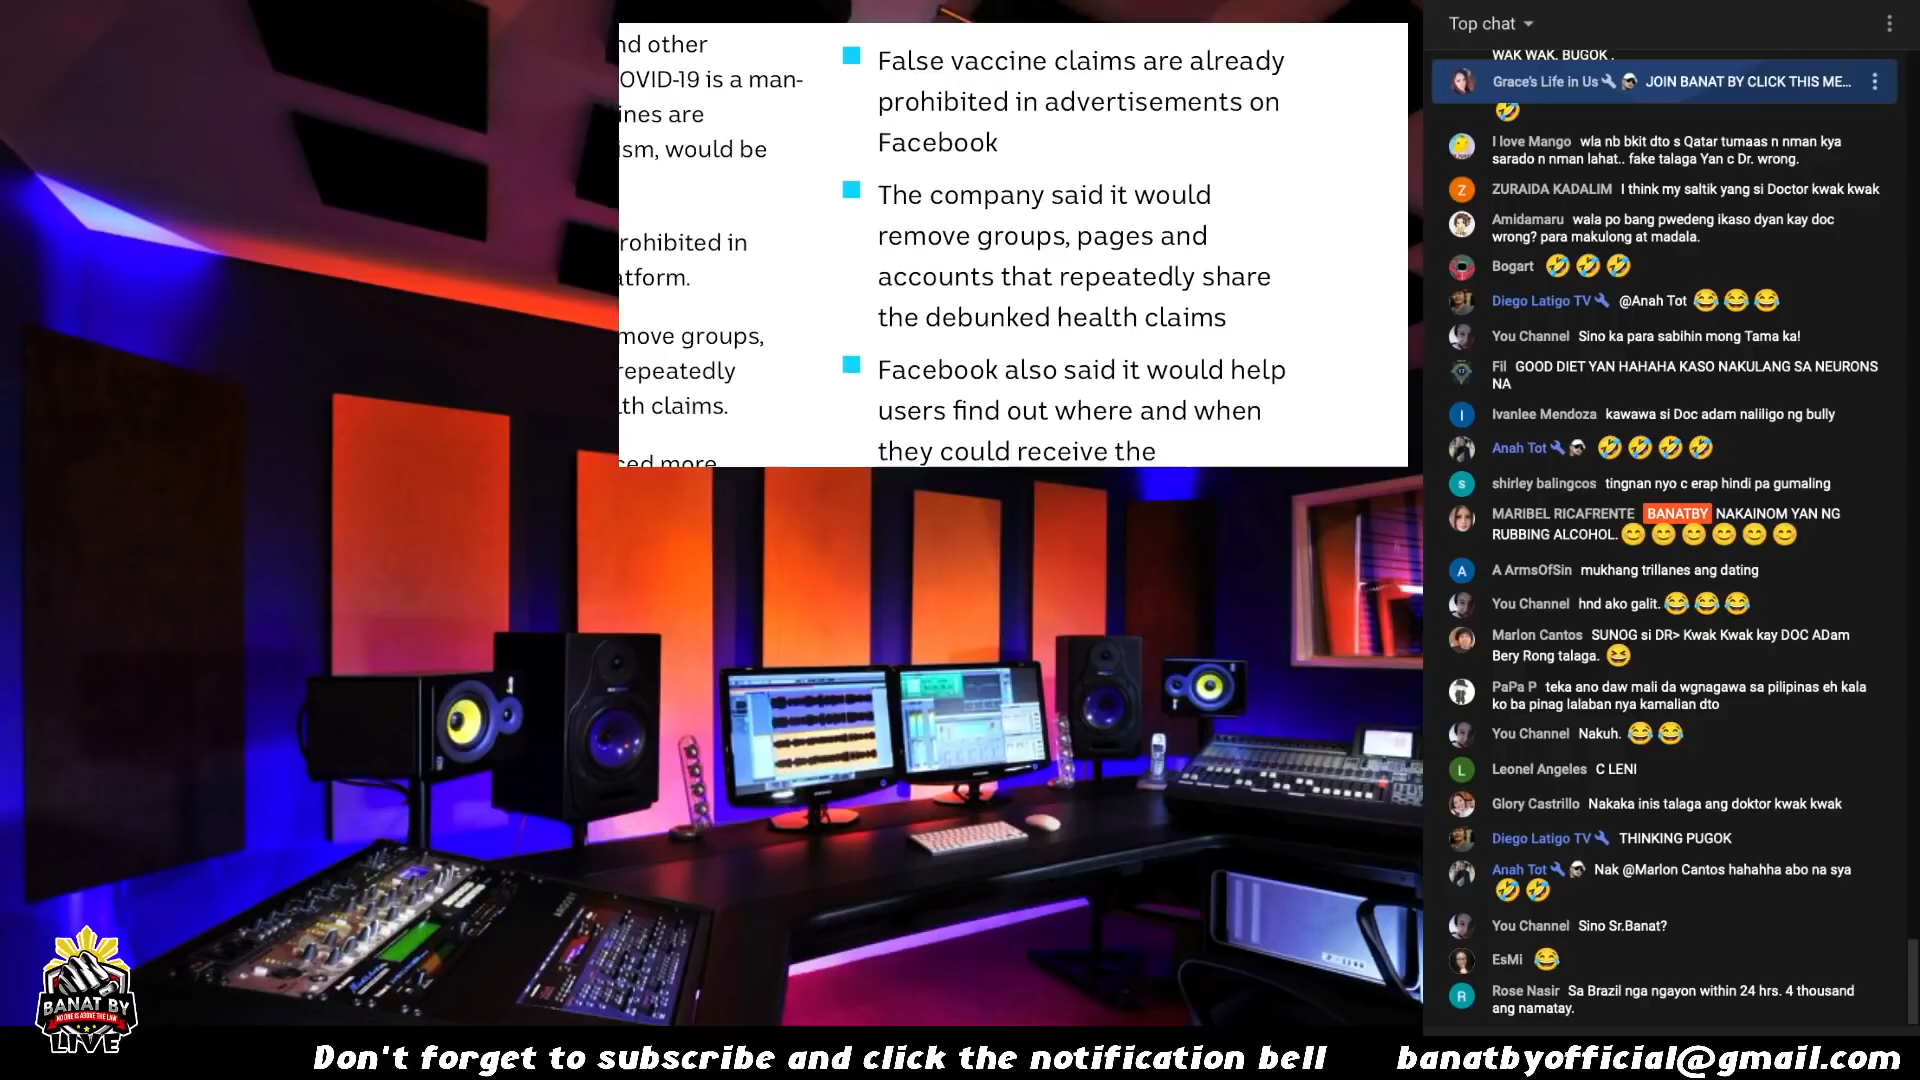 nd other
OVID-19 is a man-
ines are
ism, would be
rohibited in
atform.
move groups,
repeatedly
lth claims.
ced more
False vaccine claims are already
prohibited in advertisements on
Facebook
The company said it would
remove groups, pages and
accounts that repeatedly share
the debunked health claims
Facebook also said it would help
users find out where and when
they could receive the
Top chat
WAK WAK. BUGOK .
Grace's Life in Us JOIN BANAT BY CLICK THIS ME...
I love Mango wla nb bkit dto s Qatar tumaas n nman kya
sarado n nman lahat.. fake talaga Yan c Dr. wrong.
Z
ZURAIDA KADALIM I think my saltik yang si Doctor kwak kwak
Amidamaru wala po bang pwedeng ikaso dyan kay doc
wrong? para makulong at madala.
Bogart 🤣🤣🤣
Diego Latigo TV @Anah Tot 😂😂😂
You Channel Sino ka para sabihin mong Tama ka!
Fil GOOD DIET YAN HAHAHA KASO NAKULANG SA NEURONS
NA
I
Ivanlee Mendoza kawawa si Doc adam naliligo ng bully
Anah Tot 🤣🤣🤣🤣
s
shirley balingcos tingnan nyo c erap hindi pa gumaling
MARIBEL RICAFRENTE BANATBY NAKAINOM YAN NG
RUBBING ALCOHOL.😊😊😊😊😊😊
A
A ArmsOfSin mukhang trillanes ang dating
You Channel hnd ako galit.😂😂😂
Marlon Cantos SUNOG si DR> Kwak Kwak kay DOC ADam
Bery Rong talaga. 😆
PaPa P teka ano daw mali da wgnagawa sa pilipinas eh kala
ko ba pinag lalaban nya kamalian dto
You Channel Nakuh. 😂😂
L
Leonel Angeles C LENI
Glory Castrillo Nakaka inis talaga ang doktor kwak kwak
Diego Latigo TV THINKING PUGOK
Anah Tot Nak @Marlon Cantos hahahha abo na sya
🤣🤣
You Channel Sino Sr.Banat?
EsMi 😂
R
Rose Nasir Sa Brazil nga ngayon within 24 hrs. 4 thousand
ang namatay.
BANAT BY
NO ONE IS ABOVE THE LAW
LIVE
Don't forget to subscribe and click the notification bell
banatbyofficial@gmail.com